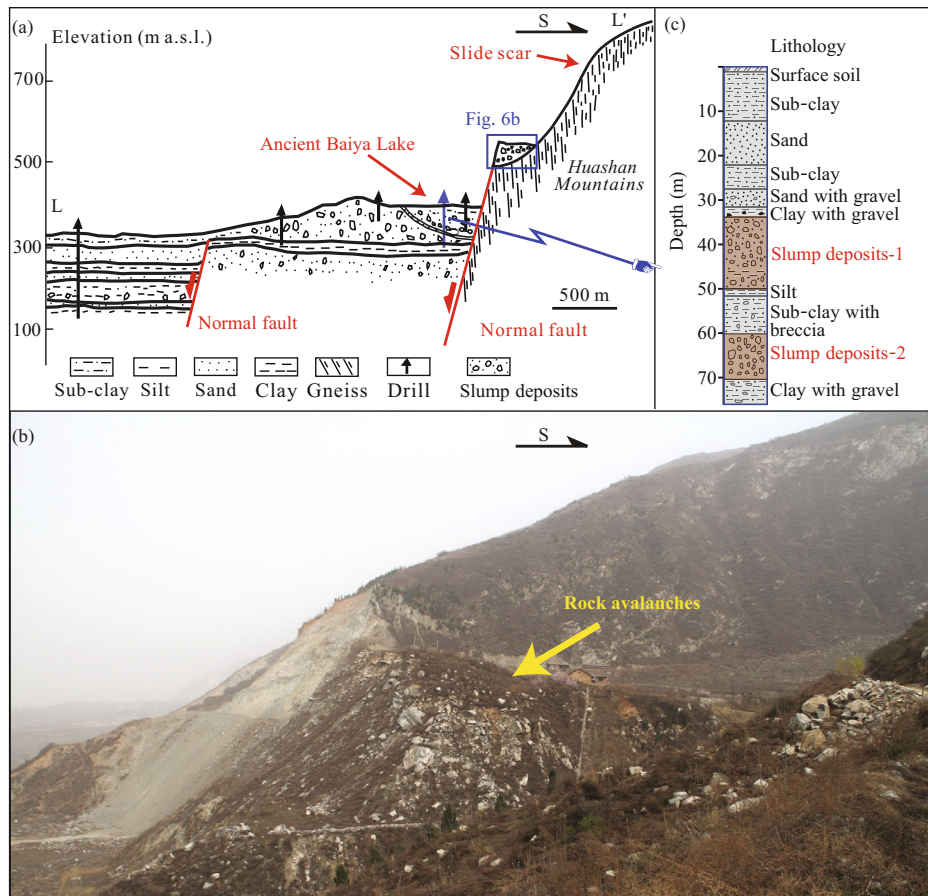 (a)
Elevation (m a.s.l.)
S
L'
Slide scar
700
Fig. 6b
500
Ancient Baiya Lake
Huashan
Mountains
L
300
100
Normal fault
Normal fault
500 m
Sub-clay
Silt
Sand
Clay
Gneiss
Drill
Slump deposits
(c)
Lithology
Depth (m)
10
20
30
40
50
60
70
Surface soil
Sub-clay
Sand
Sub-clay
Sand with gravel
Clay with gravel
Slump deposits-1
Silt
Sub-clay with
breccia
Slump deposits-2
Clay with gravel
(b)
S
Rock avalanches